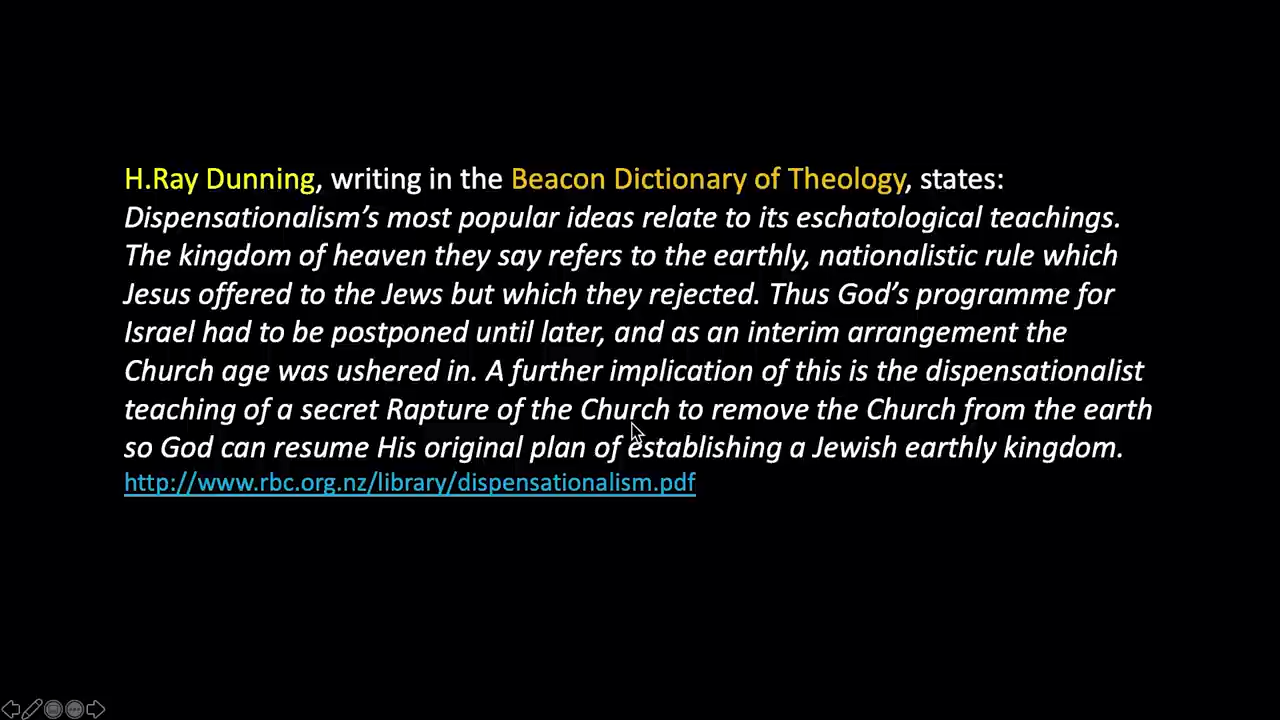 H.Ray Dunning, writing in the Beacon Dictionary of Theology, states:
Dispensationalism’s most popular ideas relate to its eschatological teachings.
The kingdom of heaven they say refers to the earthly, nationalistic rule which
Jesus offered to the Jews but which they rejected. Thus God’s programme for
Israel had to be postponed until later, and as an interim arrangement the
Church age was ushered in. A further implication of this is the dispensationalist
teaching of a secret Rapture of the Church to remove the Church from the earth
so God can resume His original plan of establishing a Jewish earthly kingdom.
http://www.rbc.org.nz/library/dispensationalism.pdf